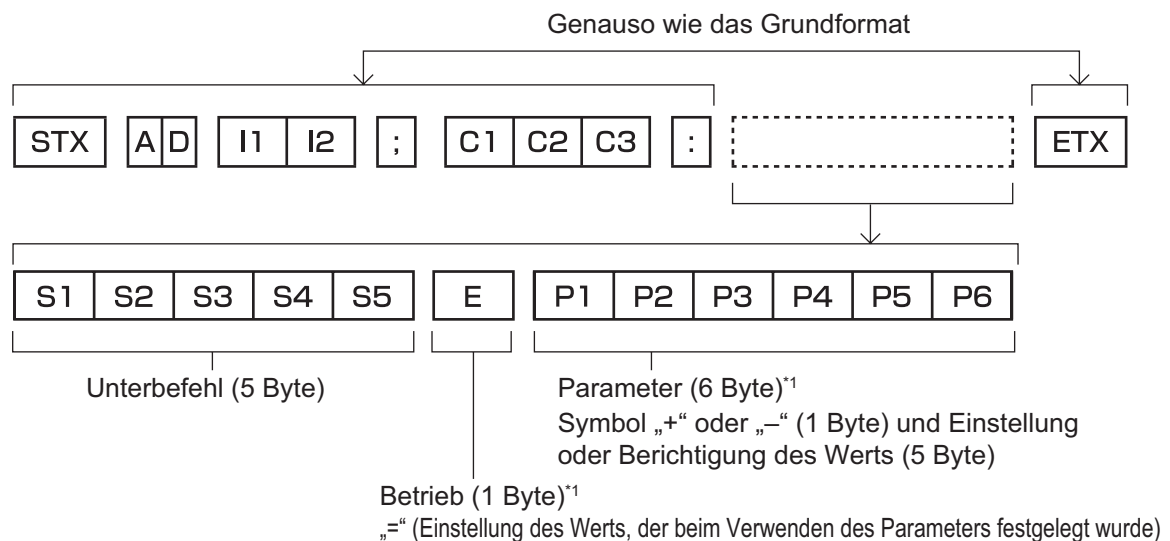 Genauso wie das Grundformat
STX A D I1 I2 ; C1 C2 C3 : ETX
S1 S2 S3 S4 S5 E P1 P2 P3 P4 P5 P6
Unterbefehl (5 Byte)
Parameter (6 Byte)*1
Symbol „+“ oder „–“ (1 Byte) und Einstellung
oder Berichtigung des Werts (5 Byte)
Betrieb (1 Byte)*1
„=“ (Einstellung des Werts, der beim Verwenden des Parameters festgelegt wurde)